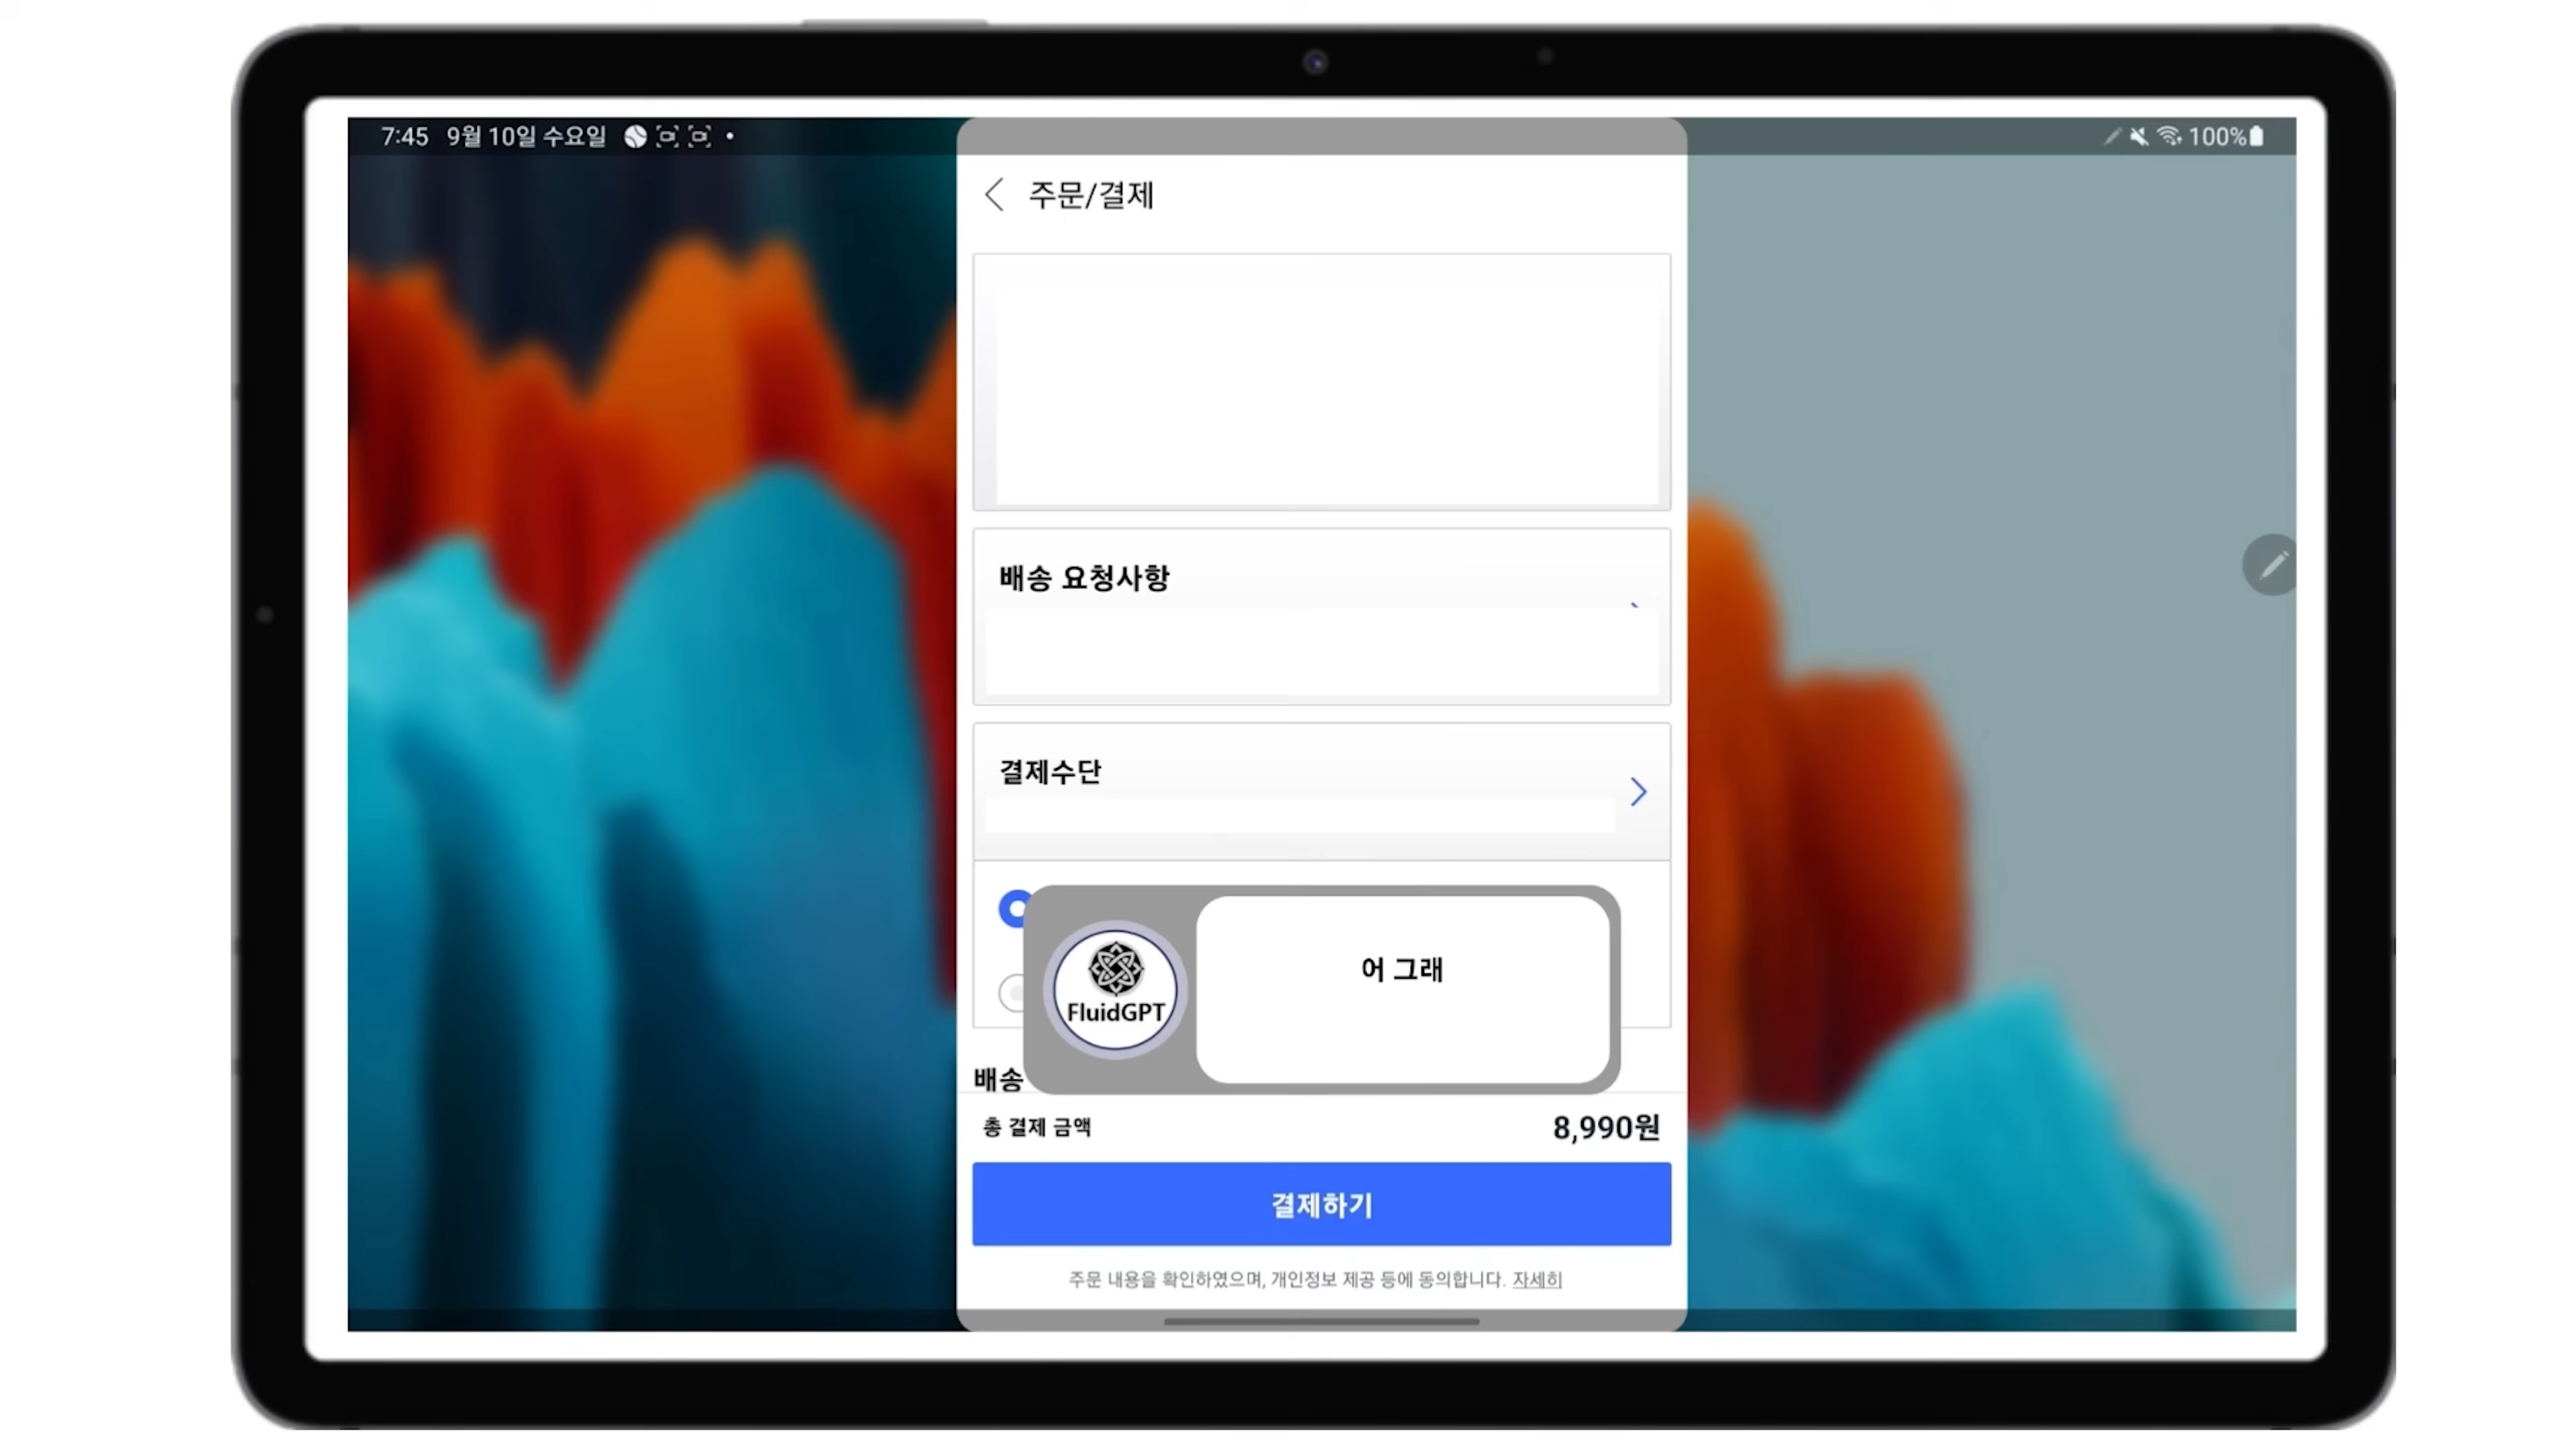 7:45 9월 10일 수요일
100%
주문/결제
배송 요청사항
결제수단
어 그래
FluidGPT
배송
총 결제 금액 8,990원
결제하기
주문 내용을 확인하였으며, 개인정보 제공 등에 동의합니다. 자세히